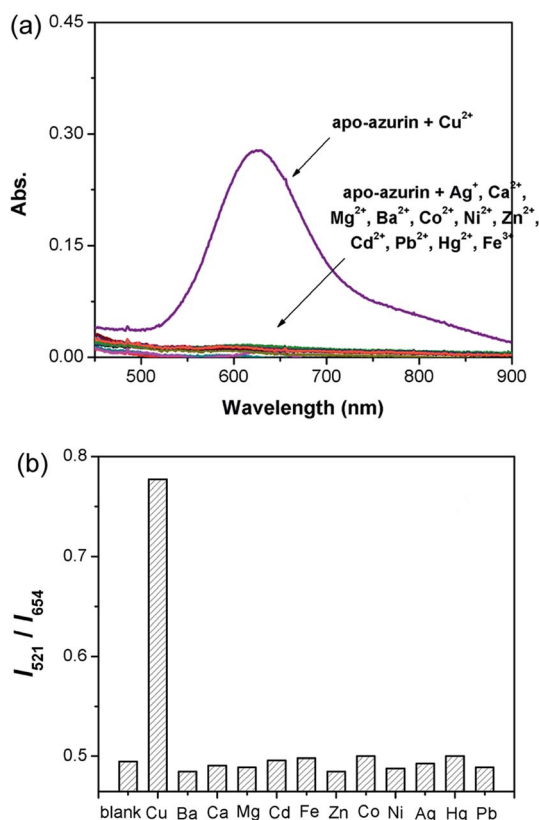 (a)
0.45
0.30
0.15
0.00
Abs.
apo-azurin + Cu²⁺
apo-azurin + Ag⁺, Ca²⁺,
Mg²⁺, Ba²⁺, Co²⁺, Ni²⁺, Zn²⁺,
Cd²⁺, Pb²⁺, Hg²⁺, Fe³⁺
500 600 700 800 900
Wavelength (nm)
(b)
0.8
0.7
0.6
0.5
I₅₂₁ / I₆₅₄
blank Cu Ba Ca Mg Cd Fe Zn Co Ni Ag Hg Pb